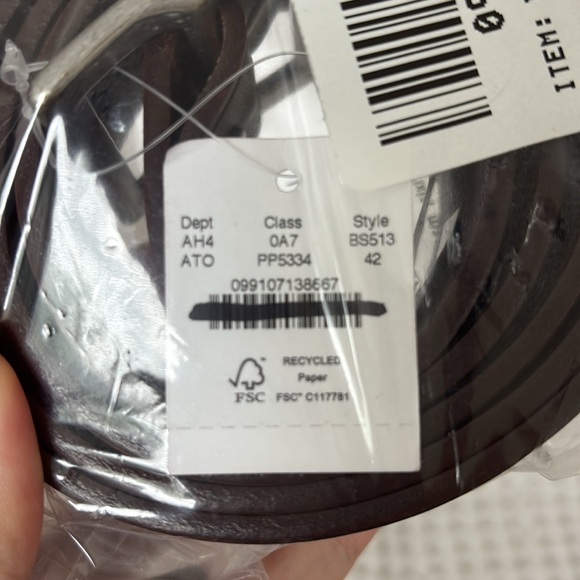 ITEM:
Dept Class Style
AH4 0A7 BS513
ATO PP5334 42
099107138667
RECYCLED
Paper
FSC FSC® C117781